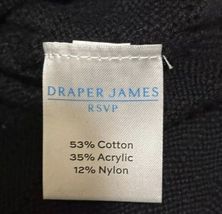 DRAPER JAMES
RSVP
53% Cotton
35% Acrylic
12% Nylon